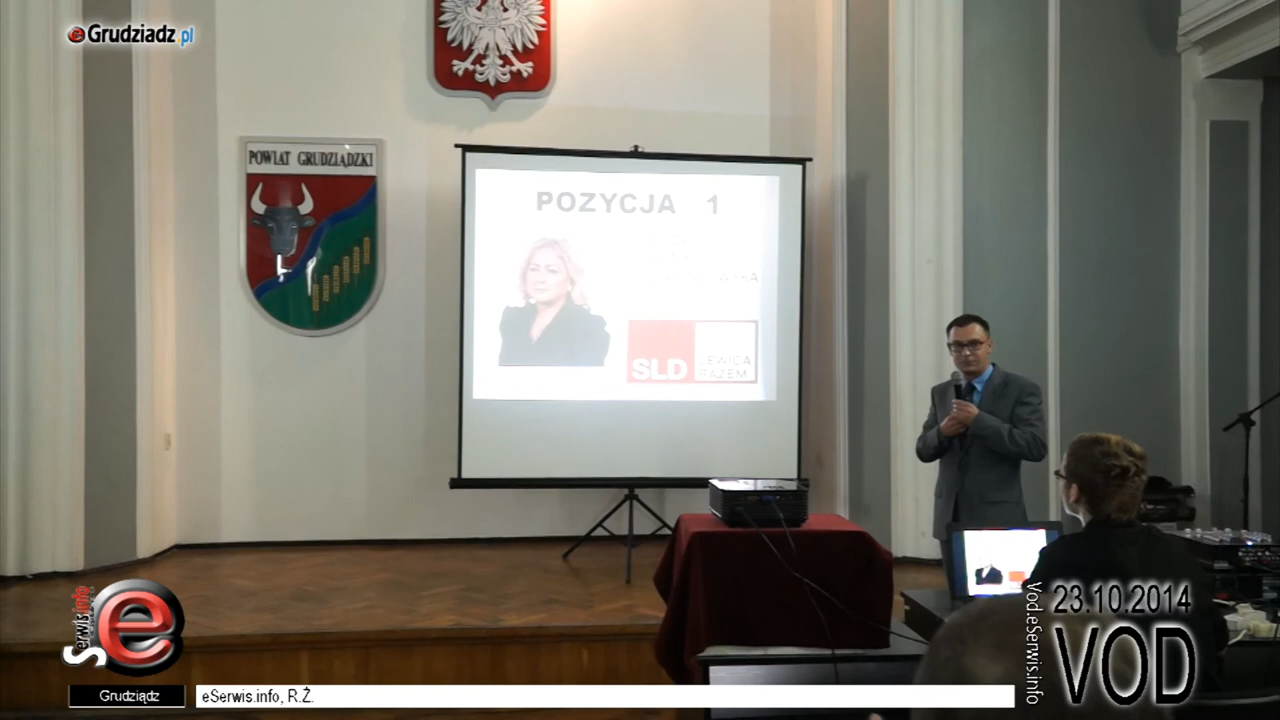 eGrudziadz.pl
POWIAT GRUDZIĄDZKI
POZYCJA 1
SLD
LEWICA
RAZEM
23.10.2014
VOD
Vod.eSerwis.info
Serwis.info
e
Grudziądz
eSerwis.info, R.Ż.